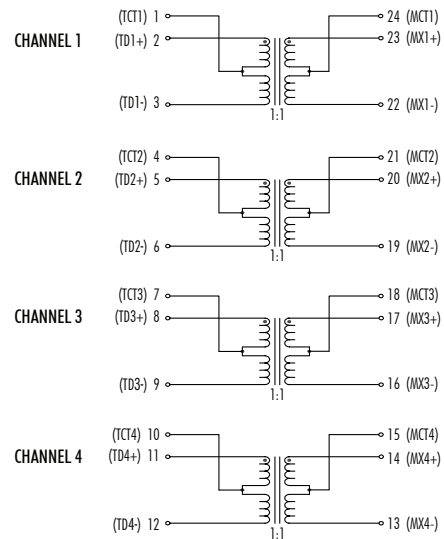 (TCT1) 1 24 (MCT1)
CHANNEL 1 (TD1+) 2 23 (MX1+)
(TD1-) 3 22 (MX1-)
1:1
(TCT2) 4 21 (MCT2)
CHANNEL 2 (TD2+) 5 20 (MX2+)
(TD2-) 6 19 (MX2-)
1:1
(TCT3) 7 18 (MCT3)
CHANNEL 3 (TD3+) 8 17 (MX3+)
(TD3-) 9 16 (MX3-)
1:1
(TCT4) 10 15 (MCT4)
CHANNEL 4 (TD4+) 11 14 (MX4+)
(TD4-) 12 13 (MX4-)
1:1